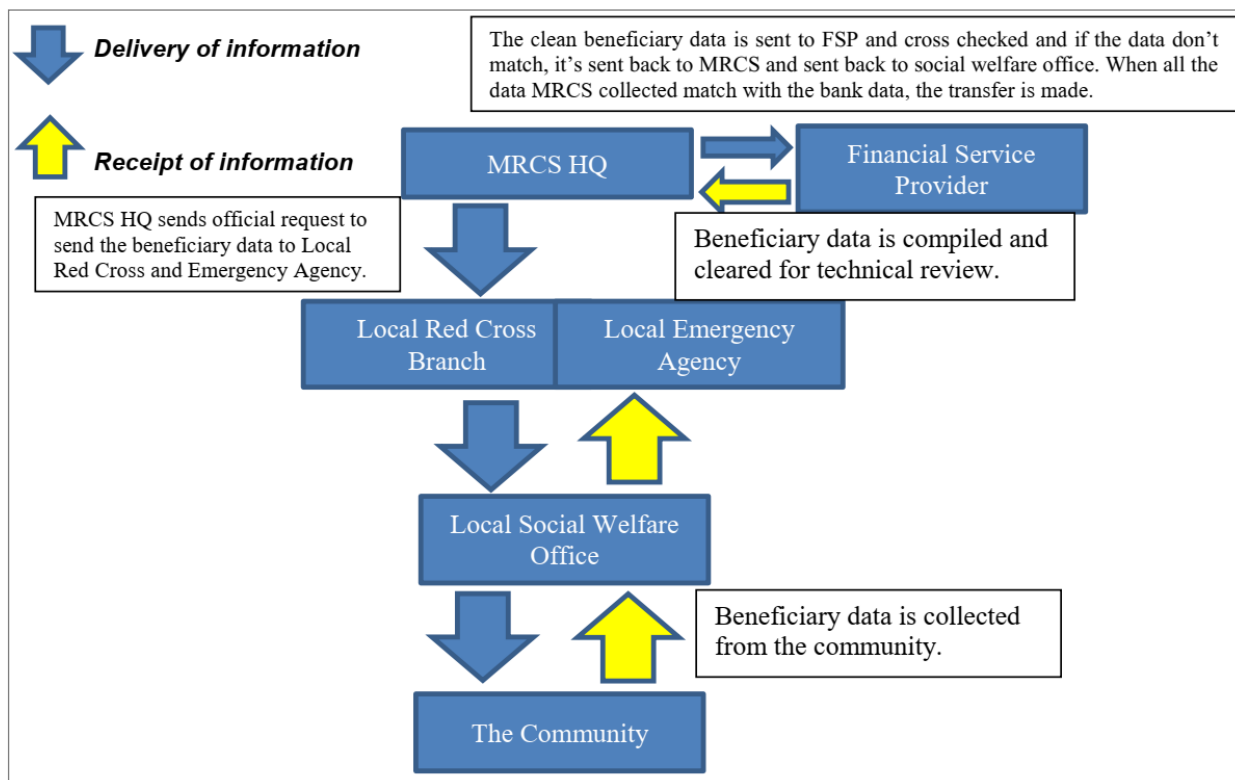 Delivery of information
The clean beneficiary data is sent to FSP and cross checked and if the data don't
match, it's sent back to MRCS and sent back to social welfare office. When all the
data MRCS collected match with the bank data, the transfer is made.
Receipt of information
MRCS HQ
Financial Service
Provider
MRCS HQ sends official request to
send the beneficiary data to Local
Red Cross and Emergency Agency.
Beneficiary data is compiled and
cleared for technical review.
Local Red Cross
Branch
Local Emergency
Agency
Local Social Welfare
Office
Beneficiary data is collected
from the community.
The Community